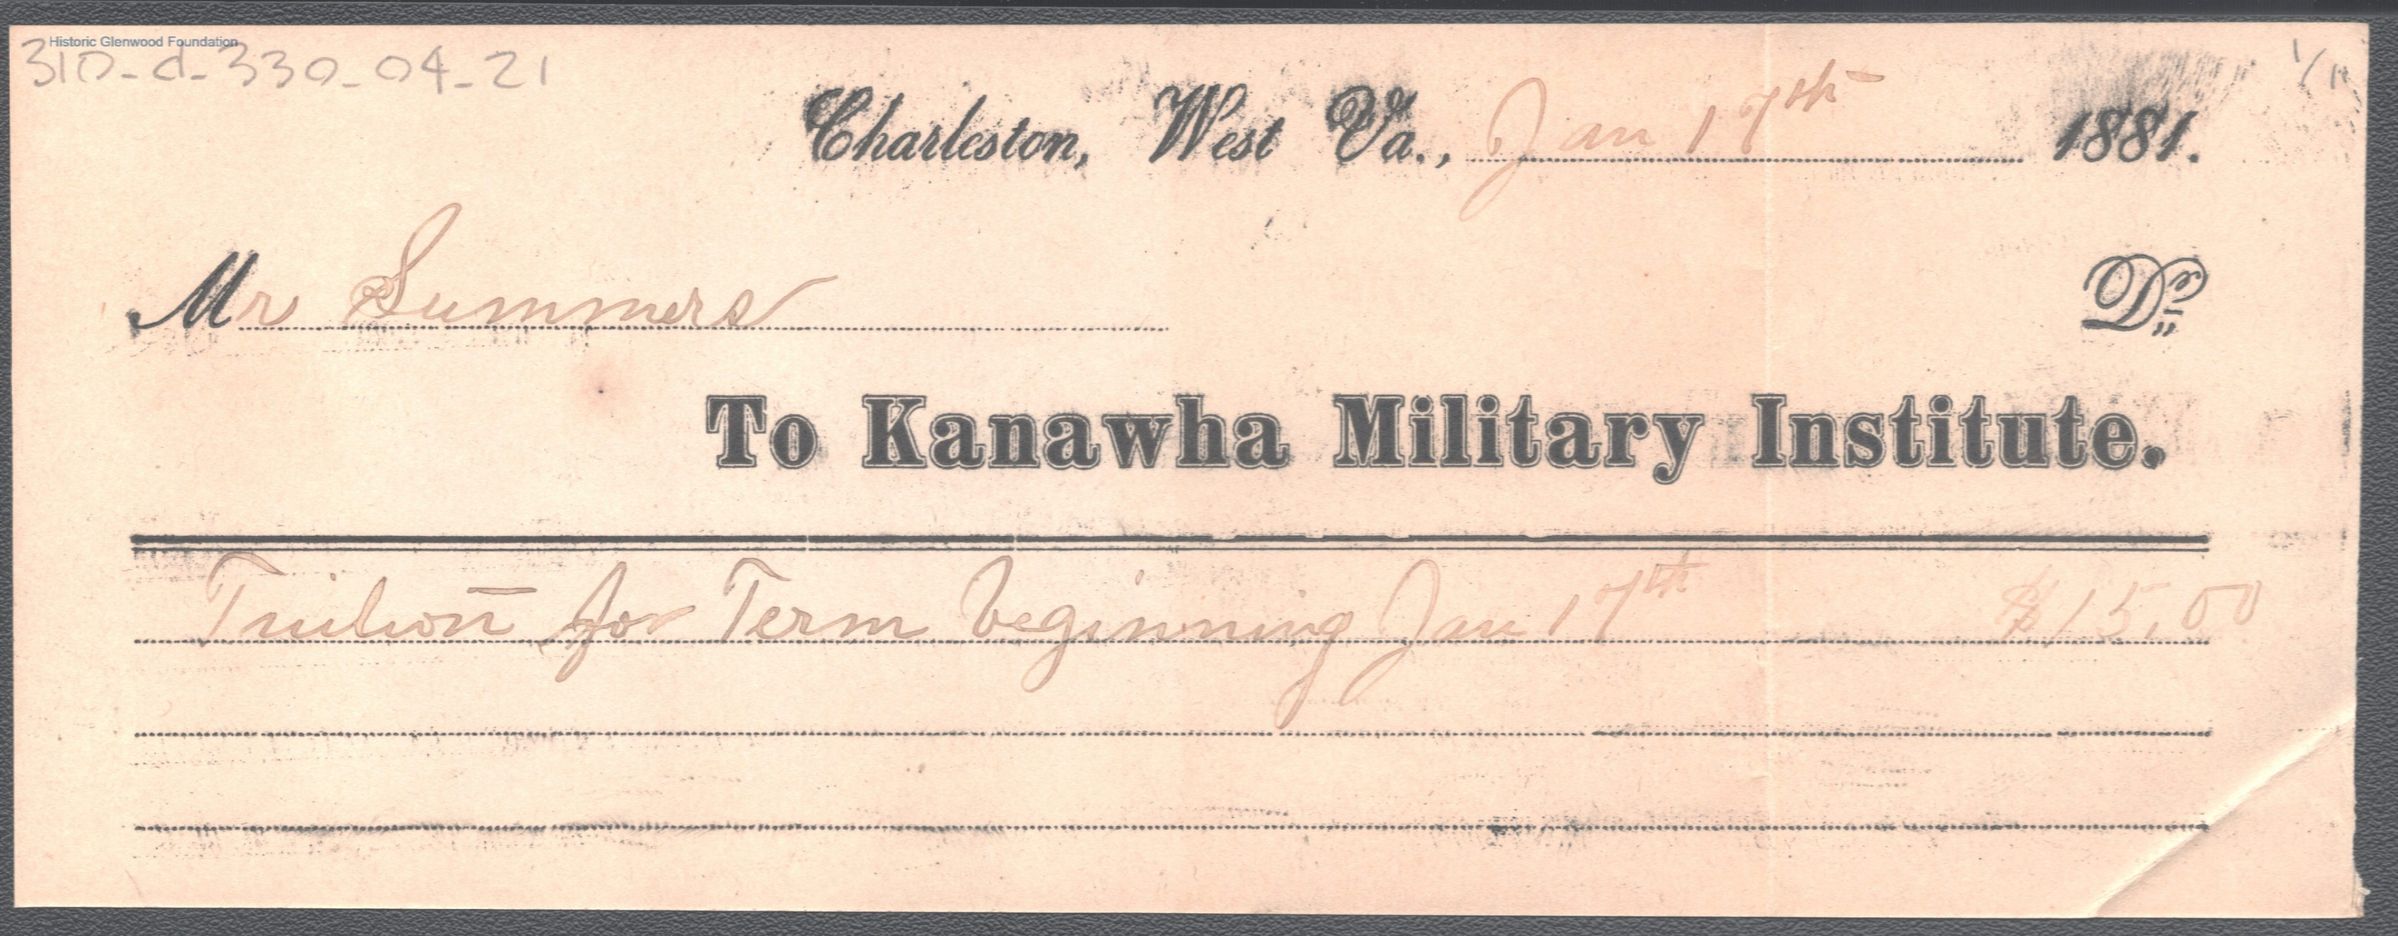 Historic Glenwood Foundation
310-d-330-04-21
1/1
Charleston, West Va., Jan 17th 1881.
Mr Summers Dr
To Kanawha Military Institute.
Tuition for Term beginning Jan 17th $15,00